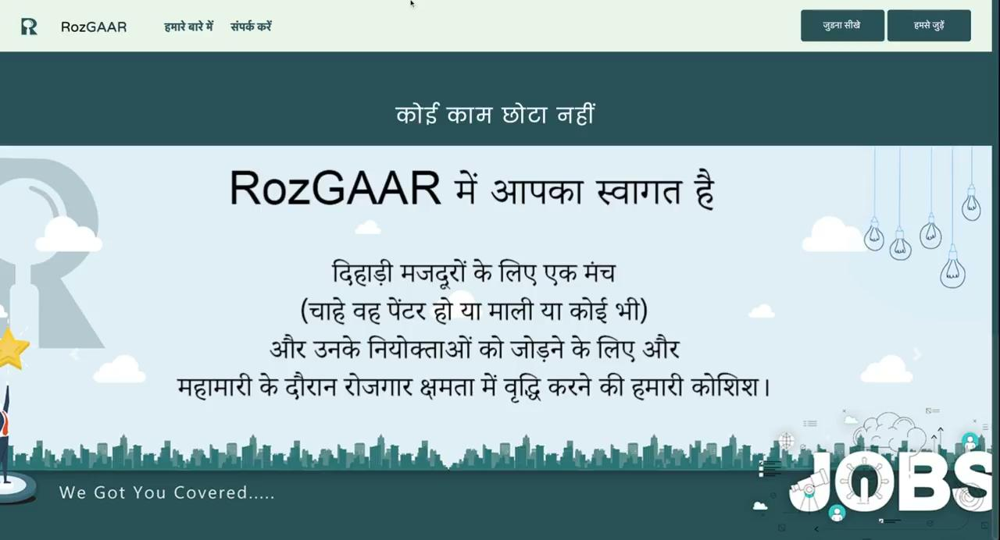 RozGAAR हमारे बारे में संपर्क करें जुडना सीखे हमसे जुड़ें
कोई काम छोटा नहीं
RozGAAR में आपका स्वागत है
दिहाड़ी मजदूरों के लिए एक मंच
(चाहे वह पेंटर हो या माली या कोई भी)
और उनके नियोक्ताओं को जोड़ने के लिए और
महामारी के दौरान रोजगार क्षमता में वृद्धि करने की हमारी कोशिश।
We Got You Covered.....
JOBS